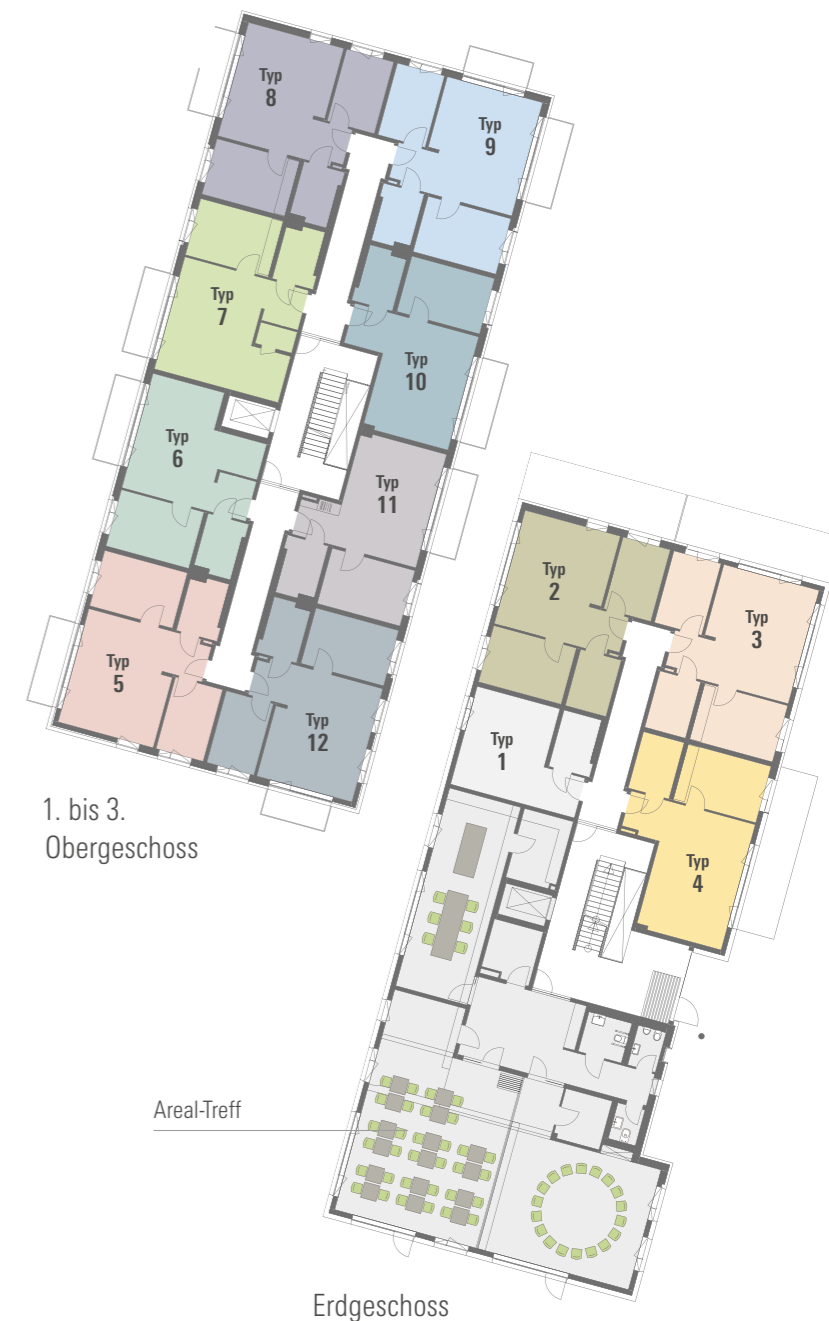 Typ
8
Typ
9
Typ
7
Typ
10
Typ
6
Typ
11
Typ
5
Typ
12
1. bis 3.
Obergeschoss
Typ
2
Typ
3
Typ
1
Typ
4
Areal-Treff
Erdgeschoss